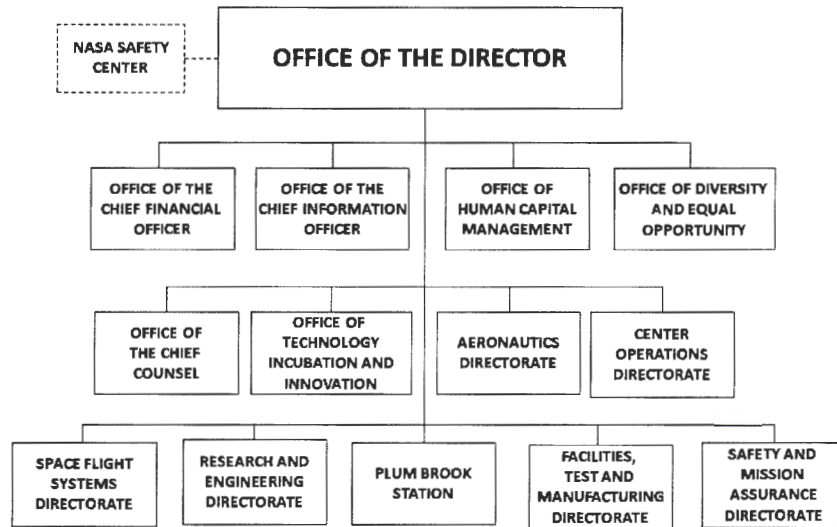 NASA SAFETY
CENTER
OFFICE OF THE DIRECTOR
OFFICE OF THE
CHIEF FINANCIAL
OFFICER
OFFICE OF THE
CHIEF INFORMATION
OFFICER
OFFICE OF
HUMAN CAPITAL
MANAGEMENT
OFFICE OF DIVERSITY
AND EQUAL
OPPORTUNITY
OFFICE OF
THE CHIEF
COUNSEL
OFFICE OF
TECHNOLOGY
INCUBATION AND
INNOVATION
AERONAUTICS
DIRECTORATE
CENTER
OPERATIONS
DIRECTORATE
SPACE FLIGHT
SYSTEMS
DIRECTORATE
RESEARCH AND
ENGINEERING
DIRECTORATE
PLUM BROOK
STATION
FACILITIES,
TEST AND
MANUFACTURING
DIRECTORATE
SAFETY AND
MISSION
ASSURANCE
DIRECTORATE